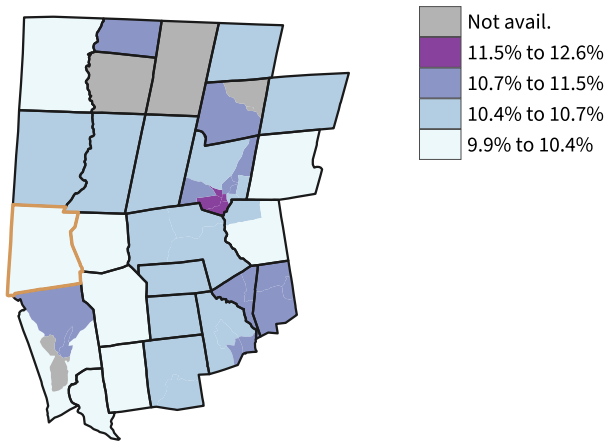 Not avail.
11.5% to 12.6%
10.7% to 11.5%
10.4% to 10.7%
9.9% to 10.4%